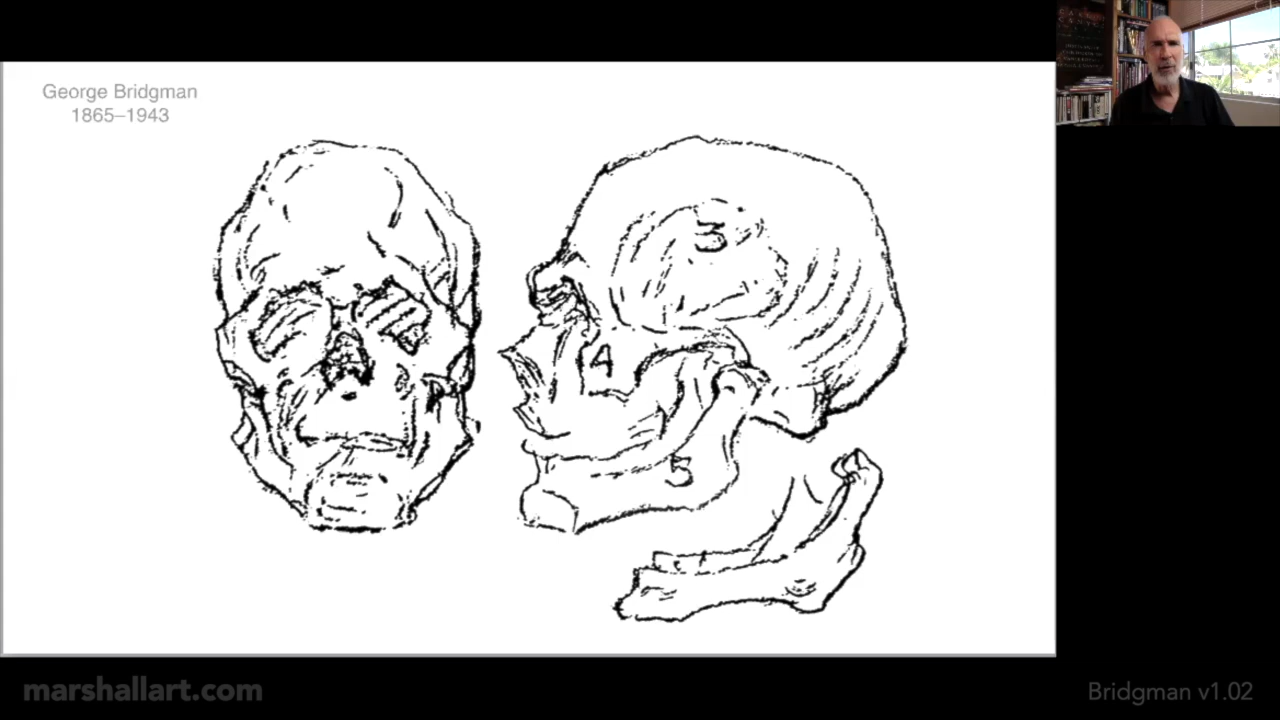 George Bridgman
1865–1943
3
4
5
marshallart.com
Bridgman v1.02